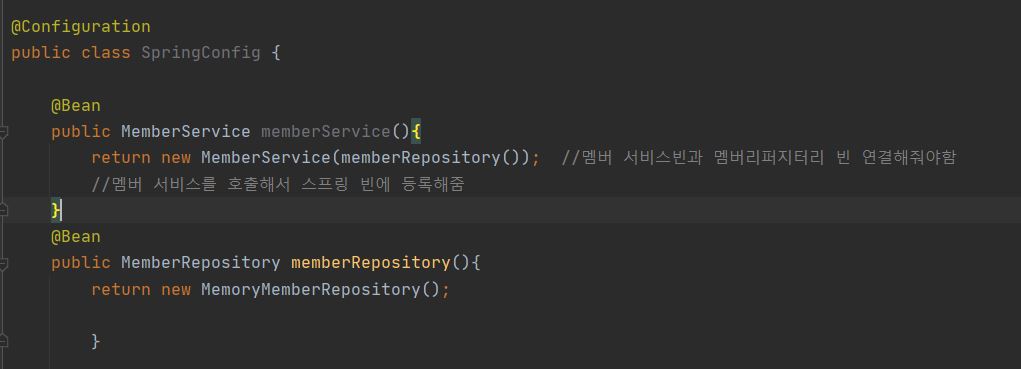 @Configuration
public class SpringConfig {
@Bean
public MemberService memberService(){
return new MemberService(memberRepository());  //멤버 서비스빈과 멤버리퍼지터리 빈 연결해줘야함
//멤버 서비스를 호출해서 스프링 빈에 등록해줌
}
@Bean
public MemberRepository memberRepository(){
return new MemoryMemberRepository();
}